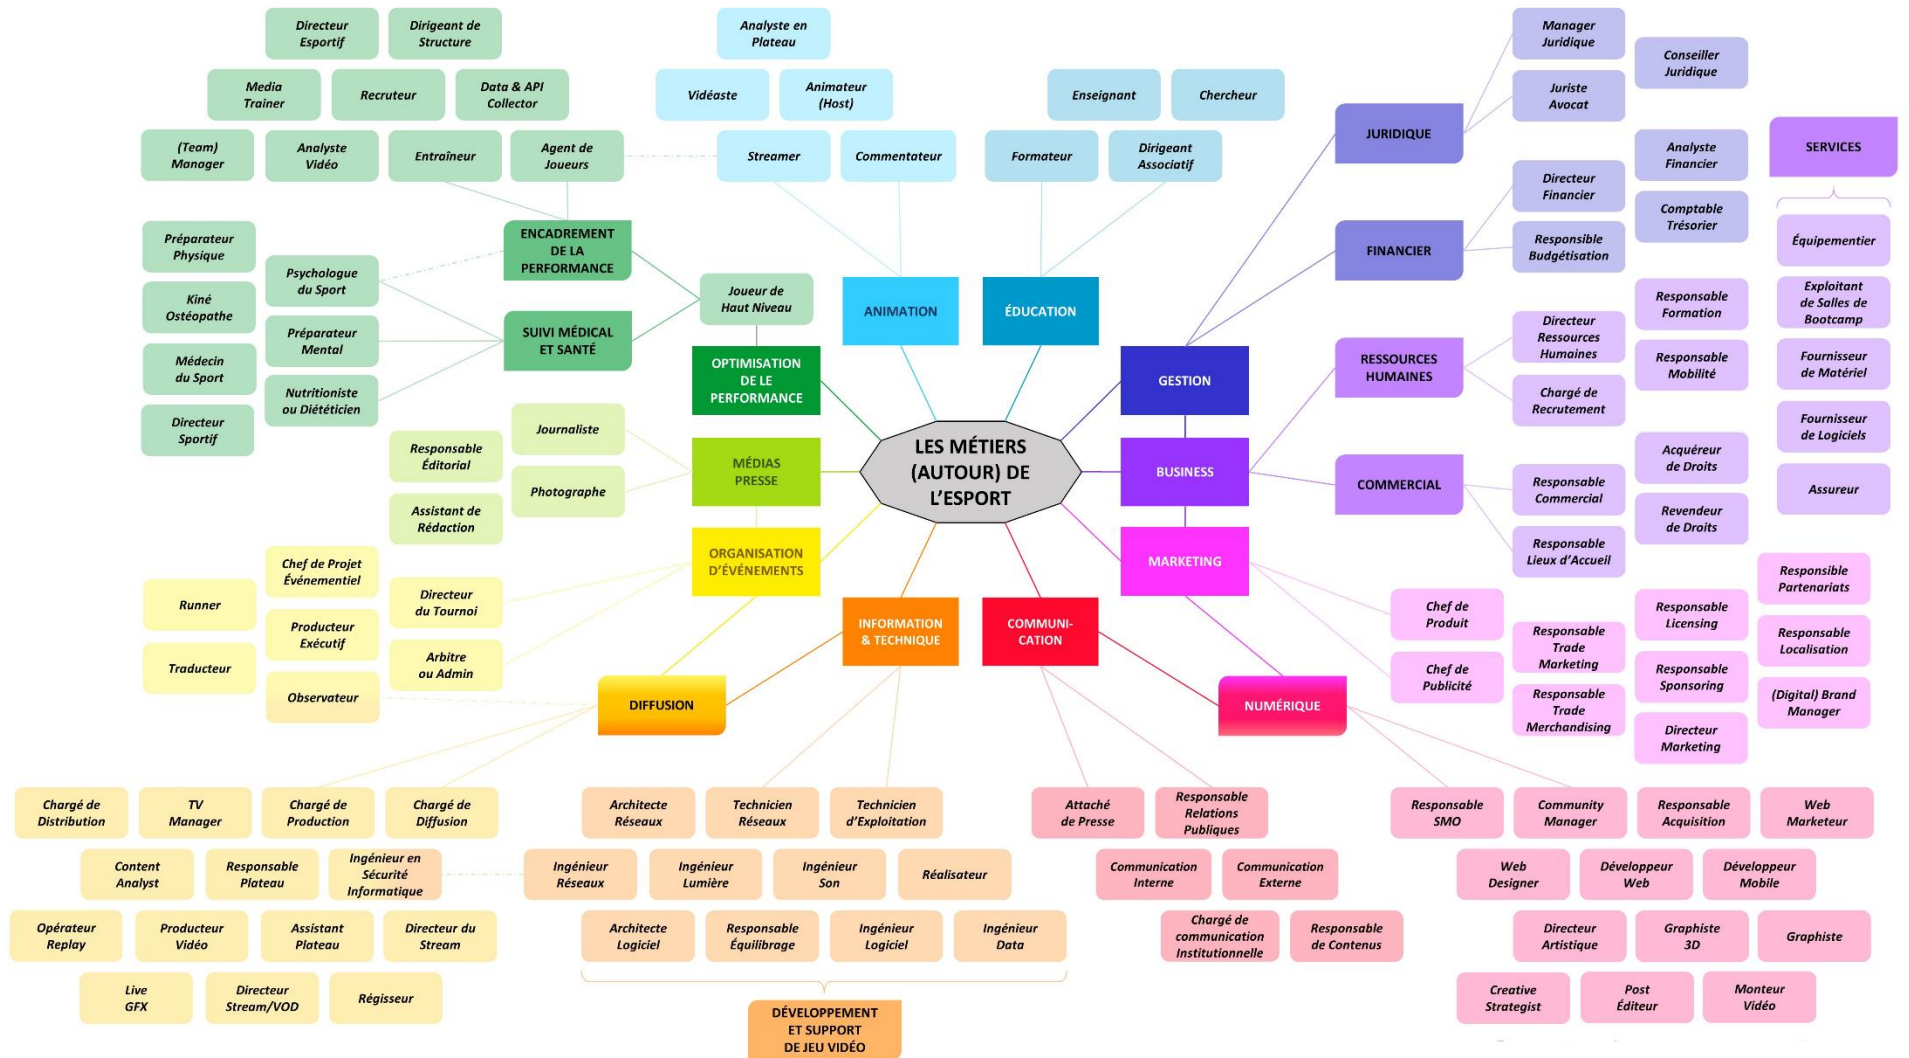 Directeur
Esportif
Dirigeant de
Structure
Media
Trainer
Recruteur
Data & API
Collector
(Team)
Manager
Analyste
Vidéo
Entraîneur
Agent de
Joueurs
Analyste en
Plateau
Vidéaste
Animateur
(Host)
Streamer
Commentateur
Enseignant
Chercheur
Formateur
Dirigeant
Associatif
Manager
Juridique
Conseiller
Juridique
Juriste
Avocat
JURIDIQUE
Analyste
Financier
Directeur
Financier
Comptable
Trésorier
Responsible
Budgétisation
FINANCIER
SERVICES
Équipementier
Exploitant
de Salles de
Bootcamp
Fournisseur
de Matériel
Fournisseur
de Logiciels
Assureur
ENCADREMENT
DE LA
PERFORMANCE
Préparateur
Physique
Psychologue
du Sport
Kiné
Ostéopathe
Préparateur
Mental
Médecin
du Sport
Nutritioniste
ou Diététicien
Directeur
Sportif
SUIVI MÉDICAL
ET SANTÉ
Joueur de
Haut Niveau
OPTIMISATION
DE LE
PERFORMANCE
ANIMATION
ÉDUCATION
GESTION
Responsable
Formation
Directeur
Ressources
Humaines
Responsable
Mobilité
Chargé de
Recrutement
RESSOURCES
HUMAINES
LES MÉTIERS
(AUTOUR) DE
L'ESPORT
Journaliste
Responsable
Éditorial
Photographe
Assistant de
Rédaction
MÉDIAS
PRESSE
BUSINESS
COMMERCIAL
Acquéreur
de Droits
Responsable
Commercial
Revendeur
de Droits
Responsable
Lieux d'Accueil
ORGANISATION
D'ÉVÉNEMENTS
MARKETING
Chef de Projet
Événementiel
Runner
Directeur
du Tournoi
Producteur
Exécutif
Traducteur
Arbitre
ou Admin
Observateur
INFORMATION
& TECHNIQUE
COMMUNI-
CATION
DIFFUSION
NUMÉRIQUE
Responsible
Partenariats
Chef de
Produit
Responsable
Licensing
Responsable
Trade
Marketing
Responsable
Localisation
Chef de
Publicité
Responsable
Sponsoring
Responsable
Trade
Merchandising
(Digital) Brand
Manager
Directeur
Marketing
Chargé de
Distribution
TV
Manager
Chargé de
Production
Chargé de
Diffusion
Content
Analyst
Responsable
Plateau
Ingénieur en
Sécurité
Informatique
Opérateur
Replay
Producteur
Vidéo
Assistant
Plateau
Directeur du
Stream
Live
GFX
Directeur
Stream/VOD
Régisseur
Architecte
Réseaux
Technicien
Réseaux
Technicien
d'Exploitation
Ingénieur
Réseaux
Ingénieur
Lumière
Ingénieur
Son
Réalisateur
Architecte
Logiciel
Responsable
Équilibrage
Ingénieur
Logiciel
Ingénieur
Data
DÉVELOPPEMENT
ET SUPPORT
DE JEU VIDÉO
Attaché
de Presse
Responsable
Relations
Publiques
Communication
Interne
Communication
Externe
Chargé de
communication
Institutionnelle
Responsable
de Contenus
Responsable
SMO
Community
Manager
Responsable
Acquisition
Web
Marketeur
Web
Designer
Développeur
Web
Développeur
Mobile
Directeur
Artistique
Graphiste
3D
Graphiste
Creative
Strategist
Post
Éditeur
Monteur
Vidéo